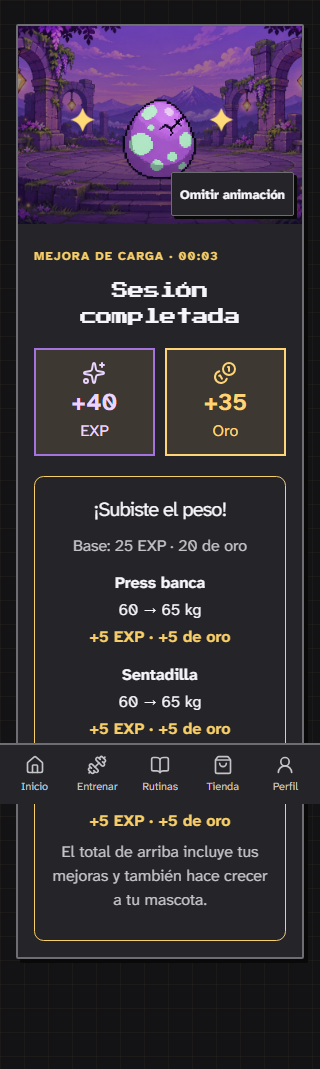 Omitir animación
MEJORA DE CARGA · 00:03
Sesión
completada
+40
EXP
+35
Oro
¡Subiste el peso!
Base: 25 EXP · 20 de oro
Press banca
60 → 65 kg
+5 EXP · +5 de oro
Sentadilla
60 → 65 kg
+5 EXP · +5 de oro
Inicio
Entrenar
Rutinas
Tienda
Perfil
+5 EXP · +5 de oro
El total de arriba incluye tus
mejoras y también hace crecer
a tu mascota.